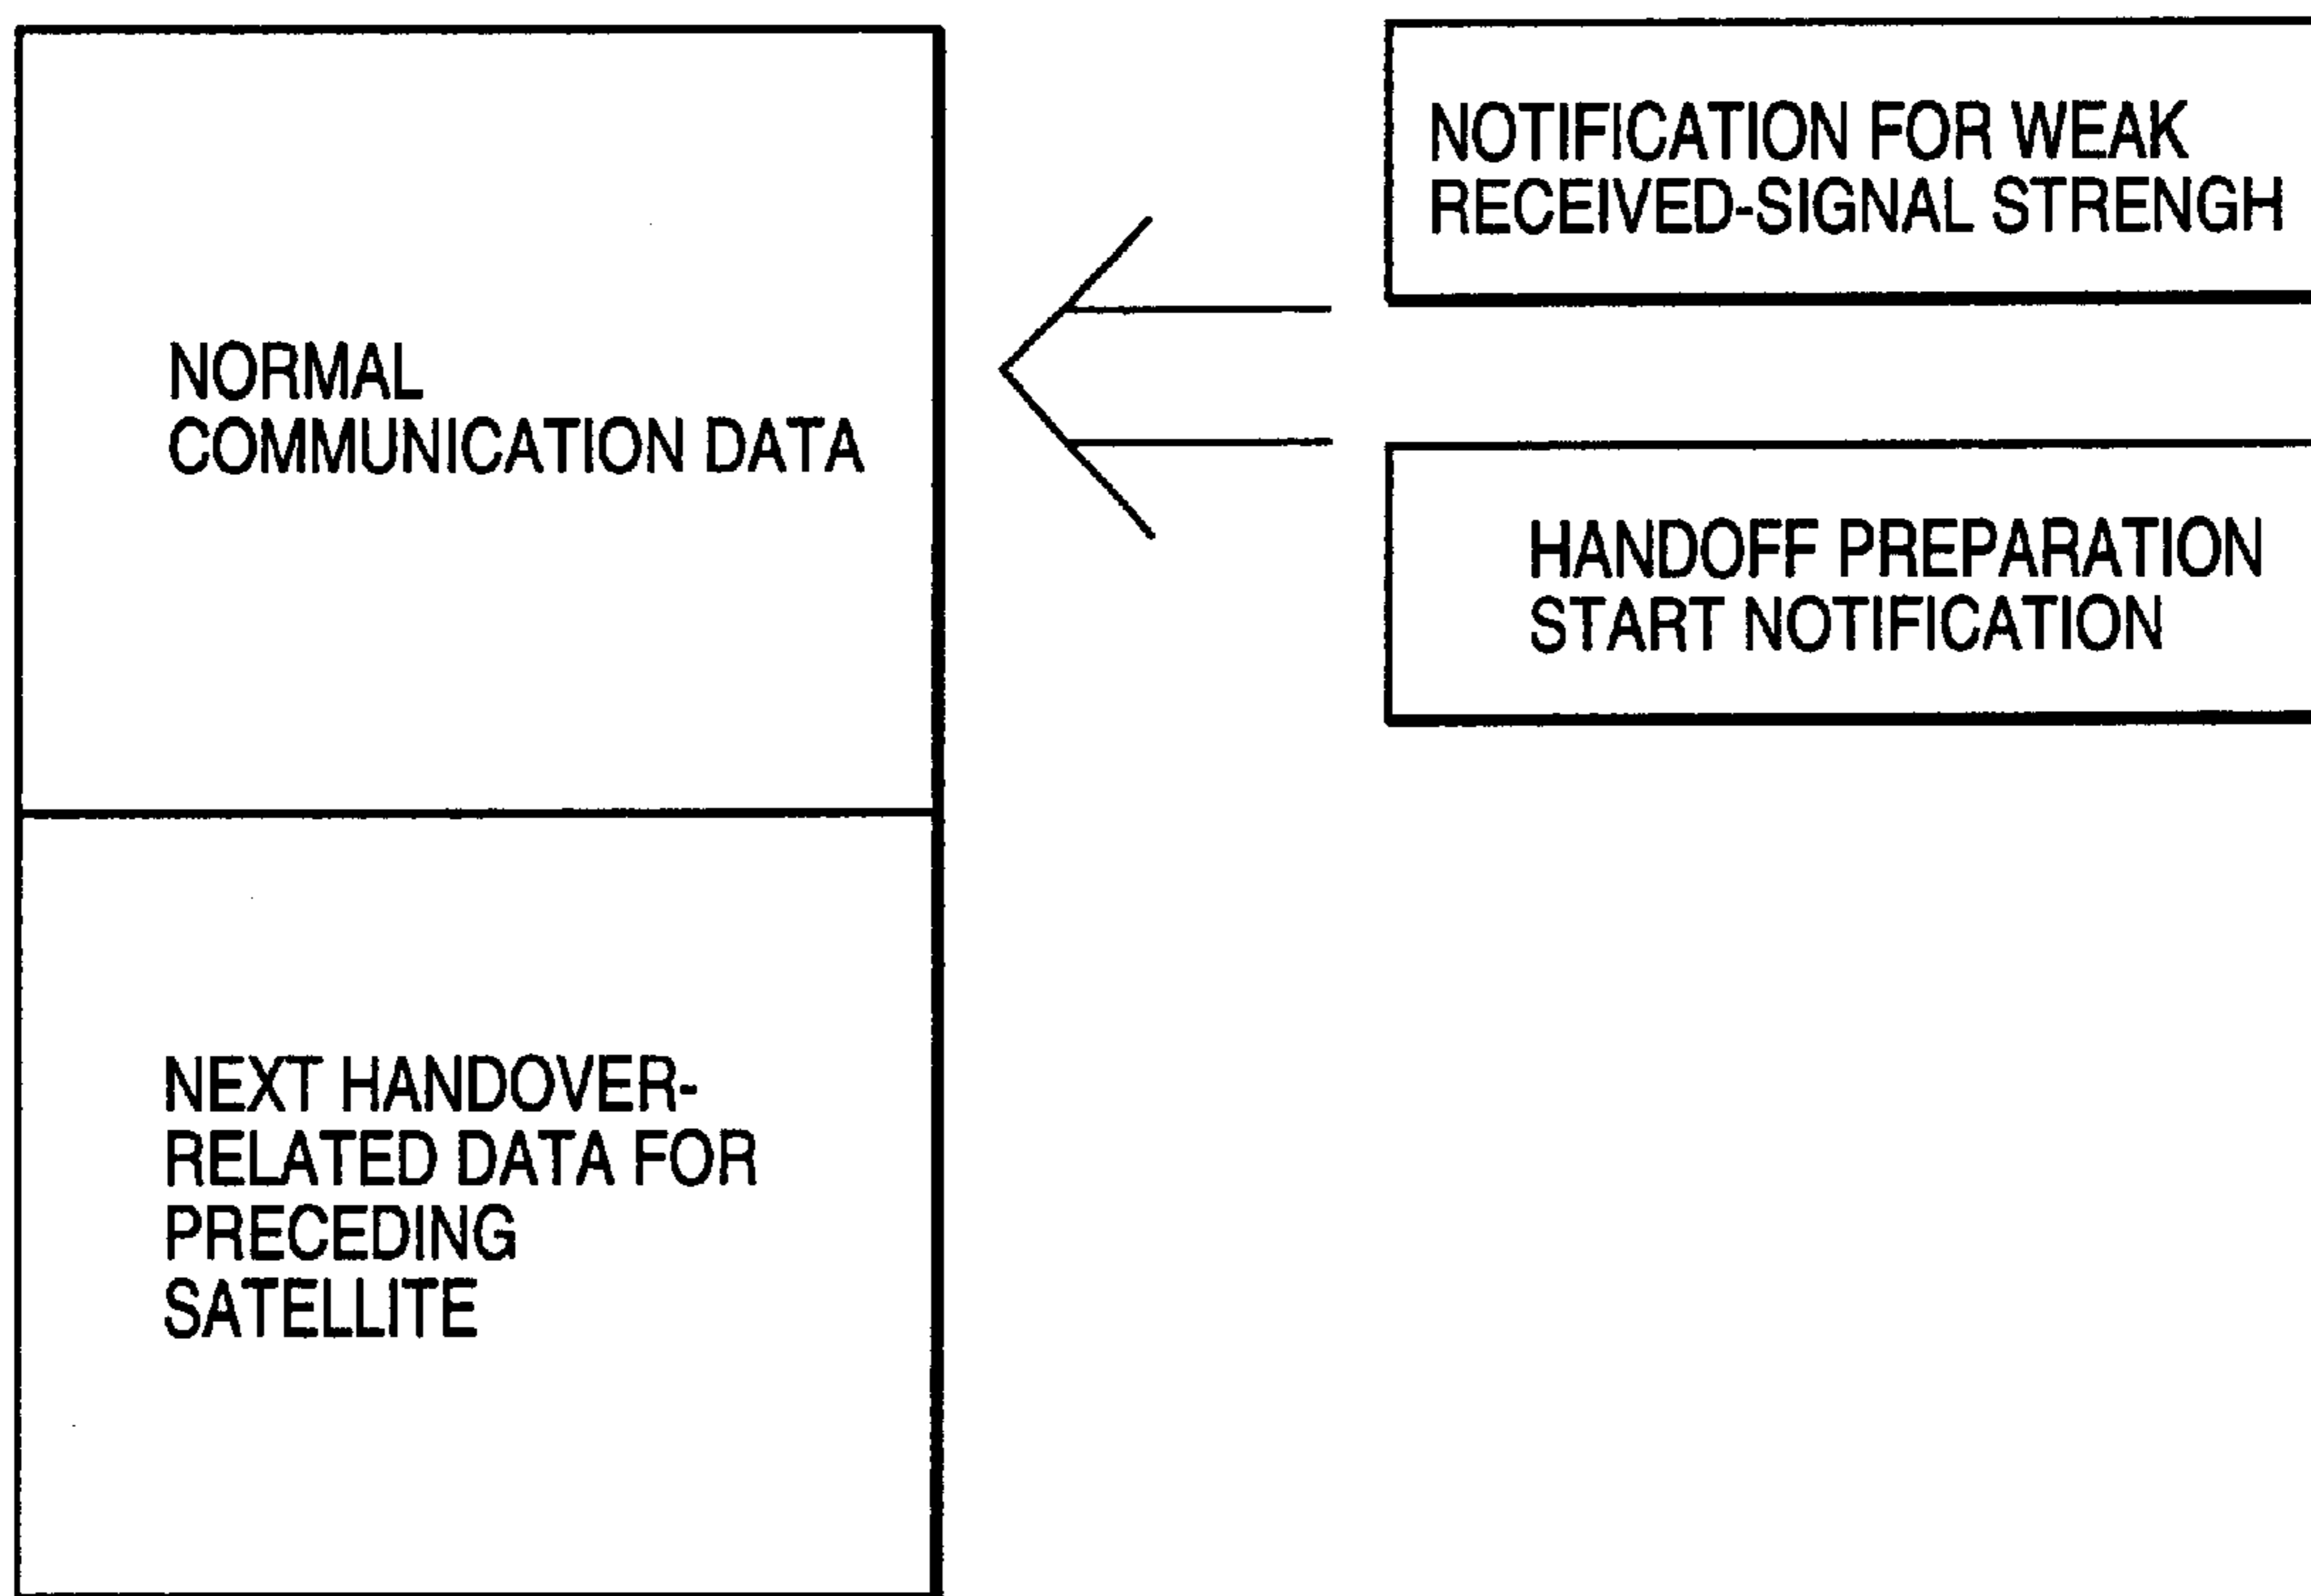 NORMAL
COMMUNICATION DATA
NEXT HANDOVER-
RELATED DATA FOR
PRECEDING
SATELLITE
NOTIFICATION FOR WEAK
RECEIVED-SIGNAL STRENGH
HANDOFF PREPARATION
START NOTIFICATION